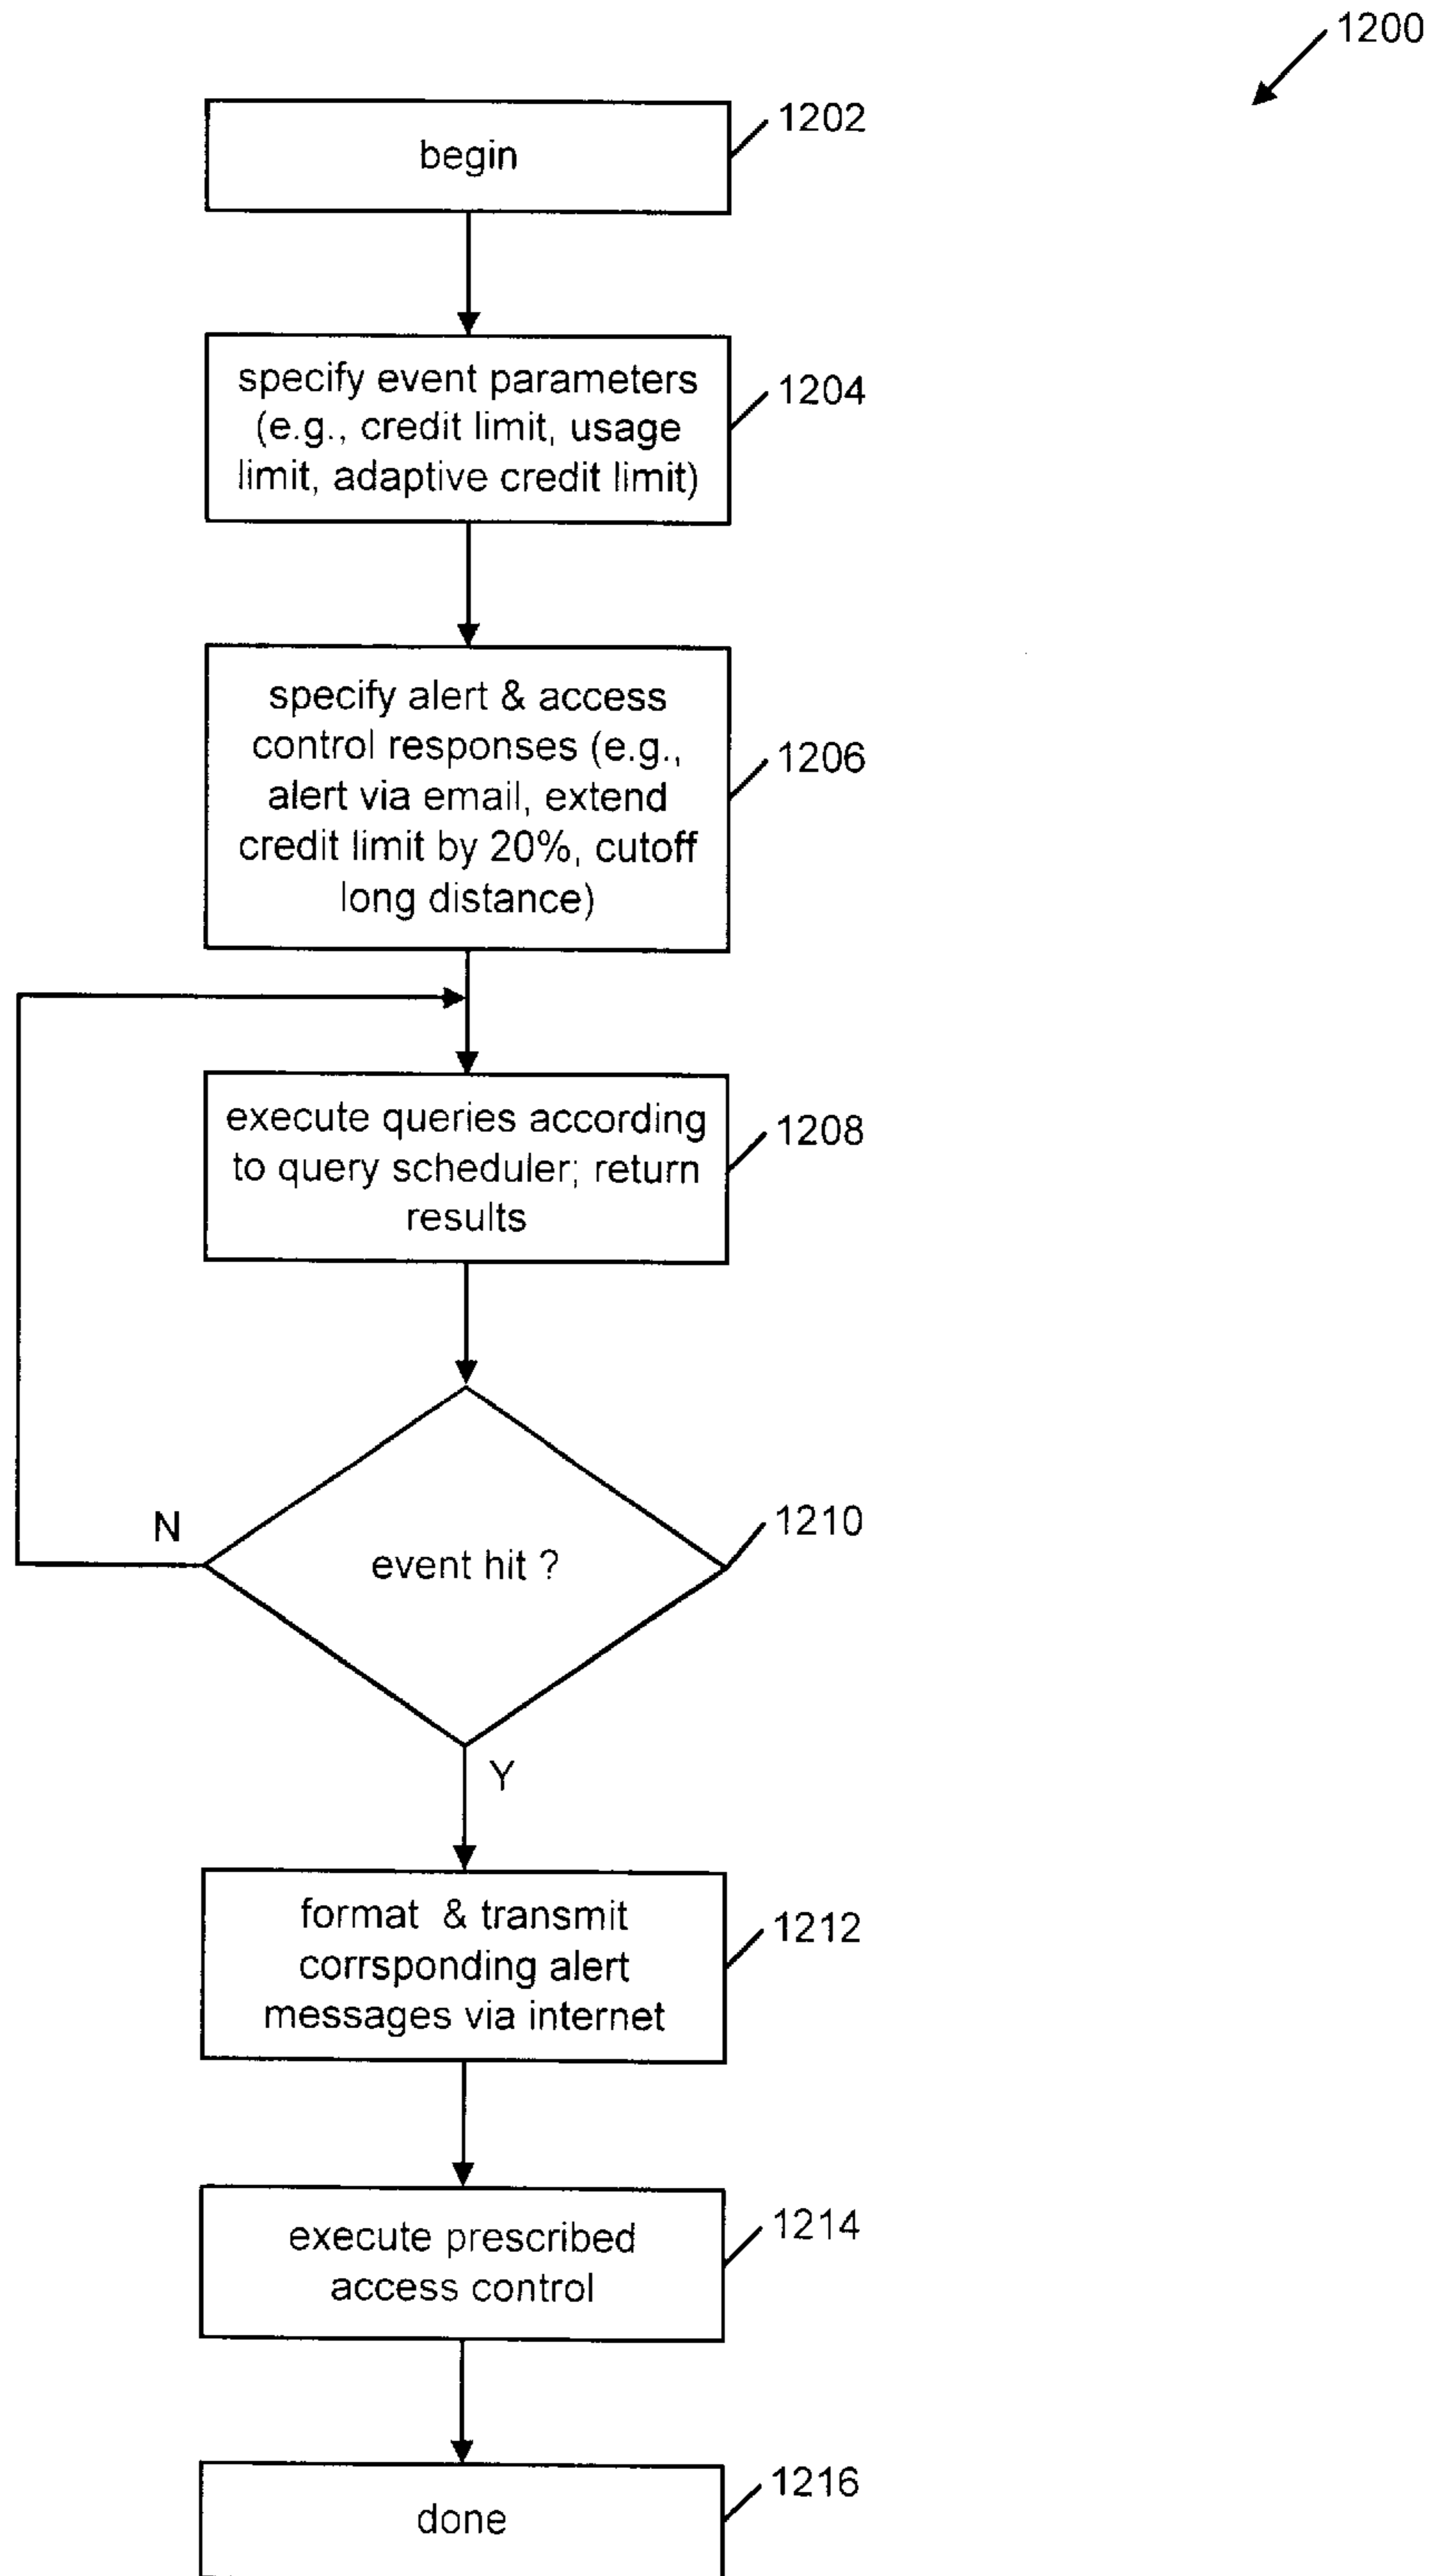 1200
begin
1202
specify event parameters
(e.g., credit limit, usage
limit, adaptive credit limit)
1204
specify alert & access
control responses (e.g.,
alert via email, extend
credit limit by 20%, cutoff
long distance)
1206
execute queries according
to query scheduler; return
results
1208
N
event hit ?
1210
Y
format & transmit
corrsponding alert
messages via internet
1212
execute prescribed
access control
1214
done
1216